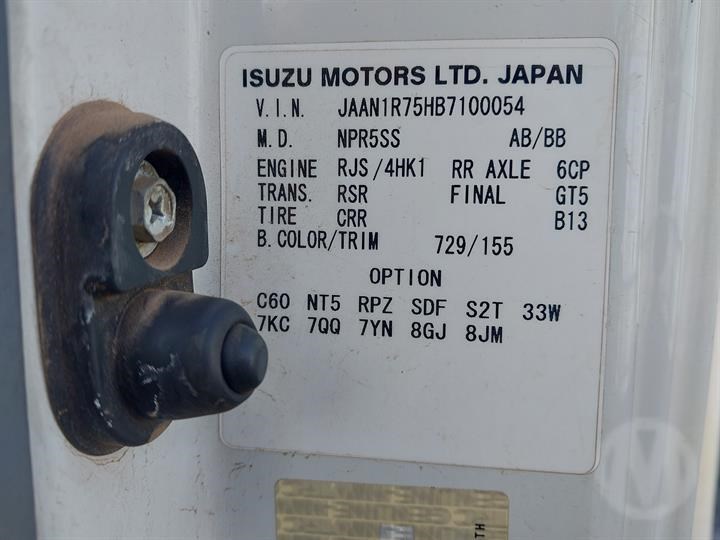 ISUZU MOTORS LTD. JAPAN
V.I.N. JAAN1R75HB7100054
M.D. NPR5SS AB/BB
ENGINE RJS/4HK1 RR AXLE 6CP
TRANS. RSR FINAL GT5
TIRE CRR B13
B.COLOR/TRIM 729/155
OPTION
C60 NT5 RPZ SDF S2T 33W
7KC 7QQ 7YN 8GJ 8JM
M